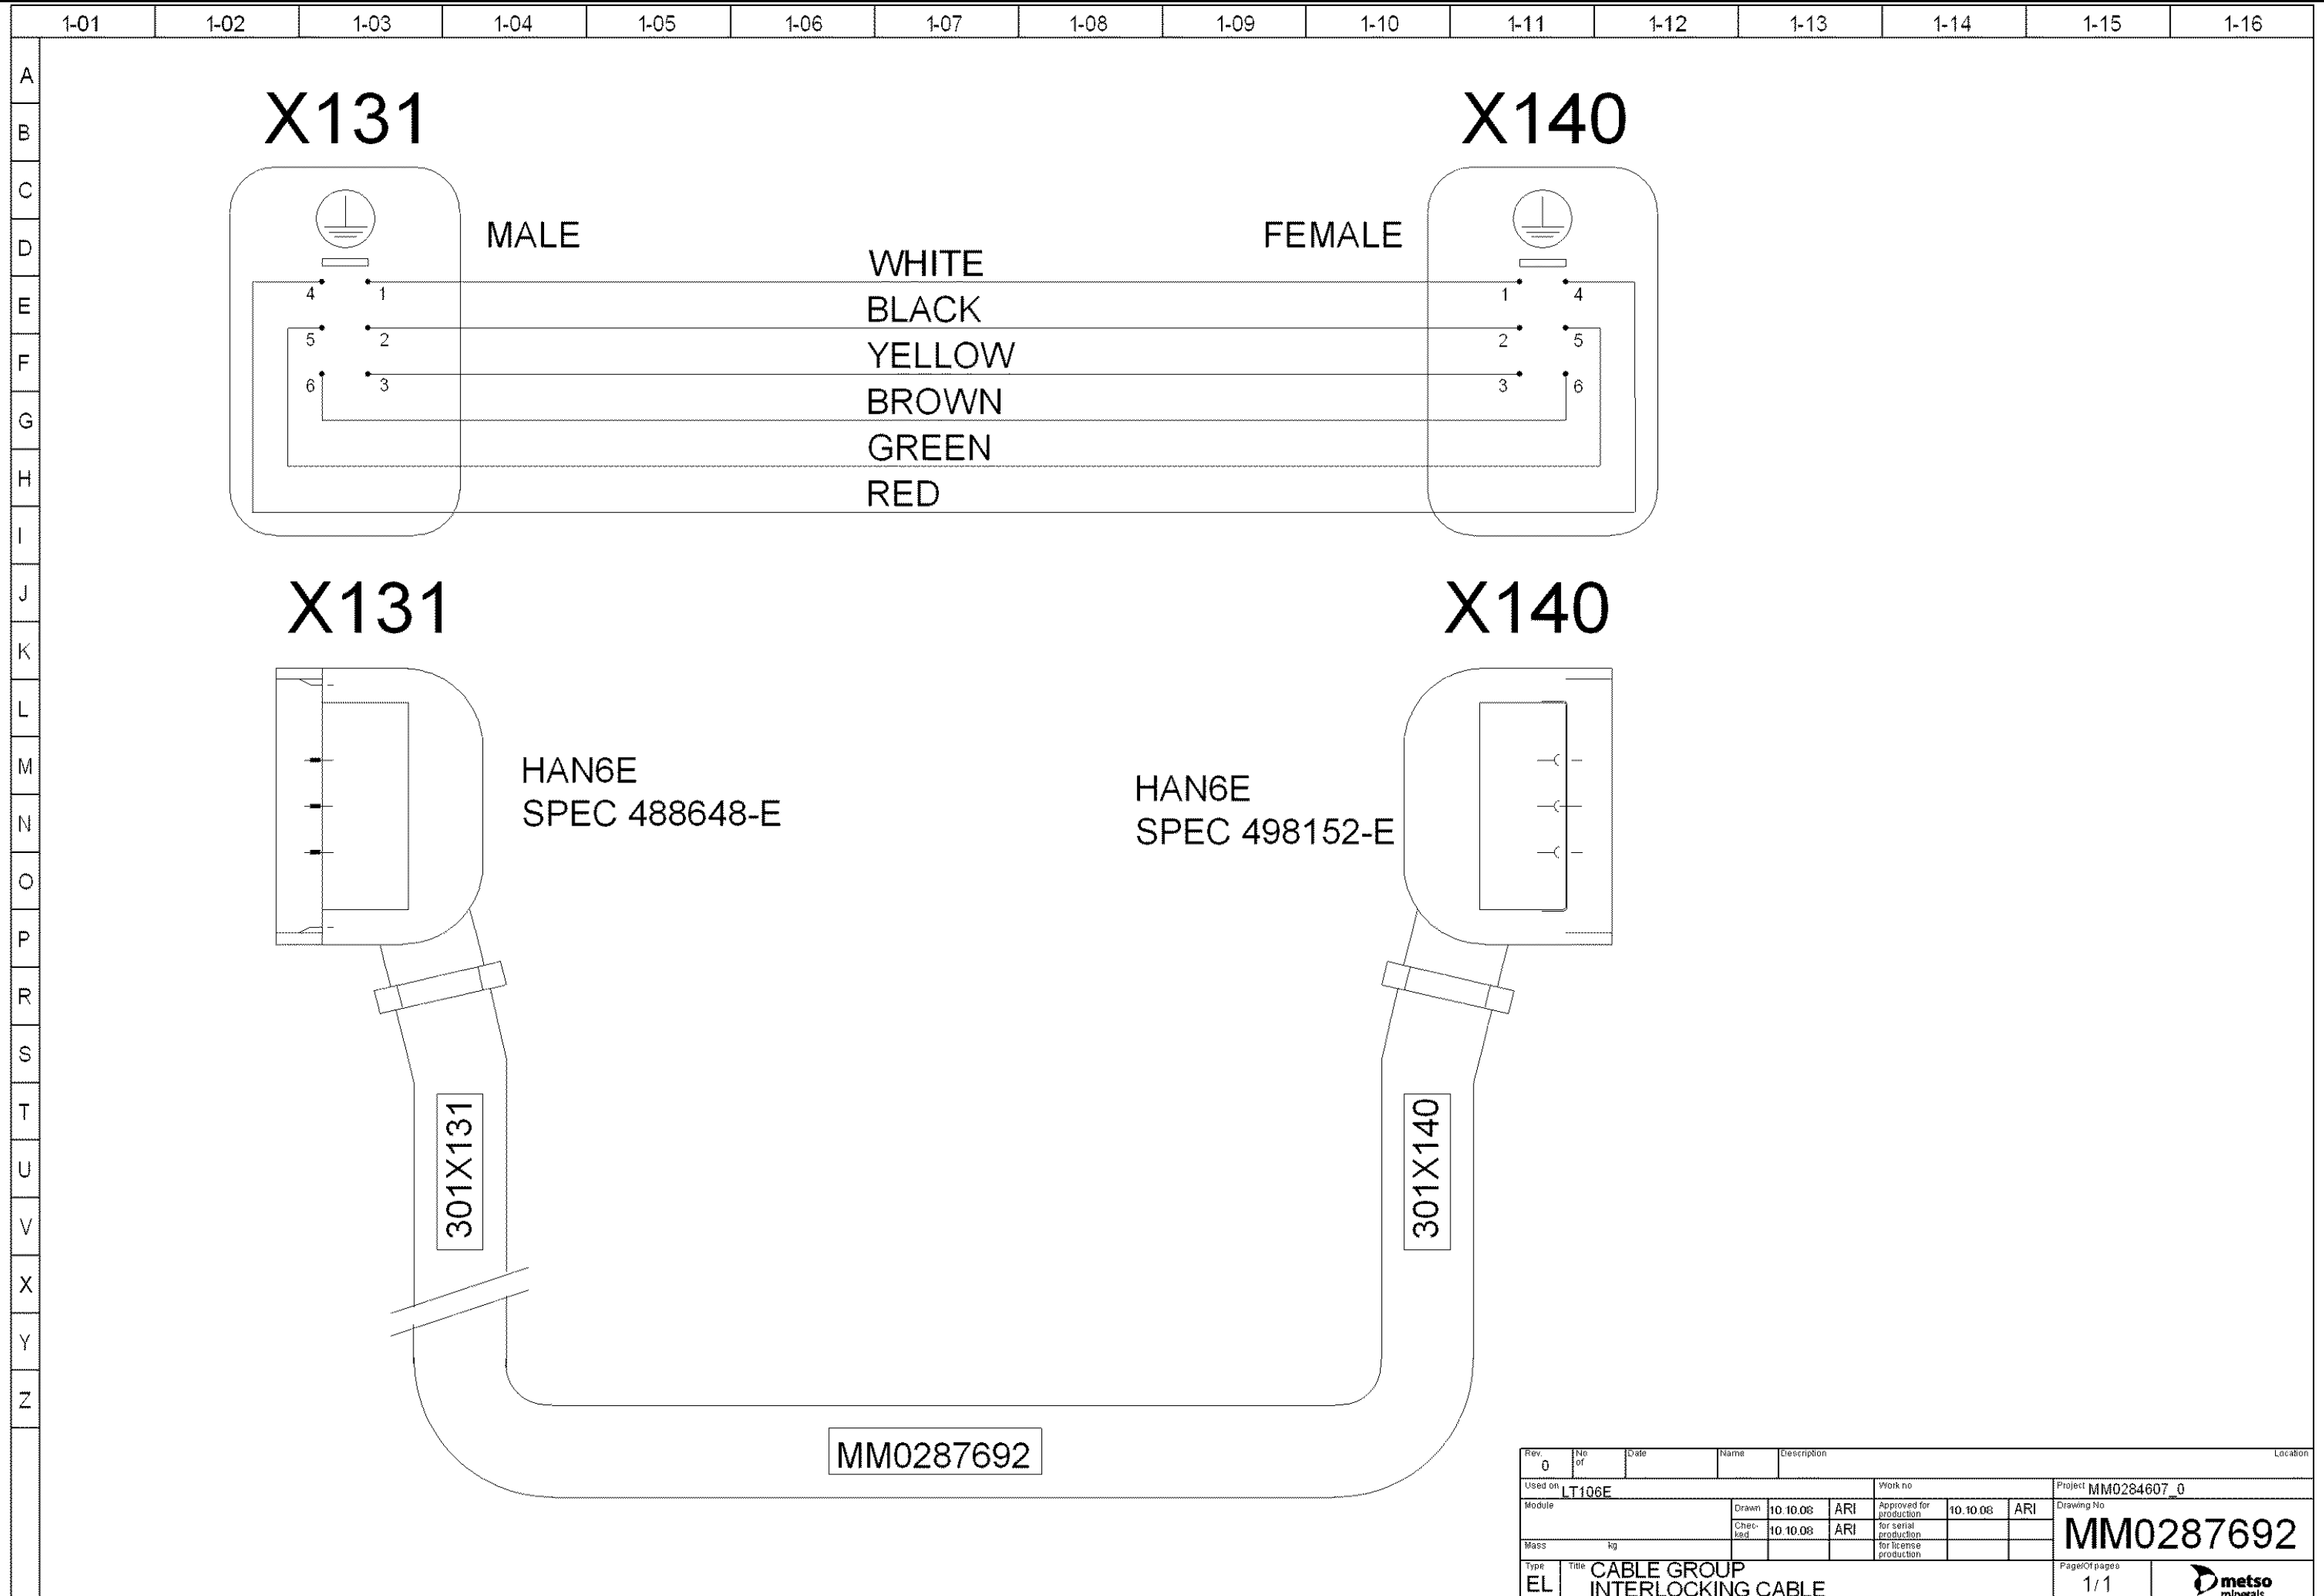 1-01 1-02 1-03 1-04 1-05 1-06 1-07 1-08 1-09 1-10 1-11 1-12 1-13 1-14 1-15 1-16
A
B
C
D
E
F
G
H
I
J
K
L
M
N
O
P
R
S
T
U
V
X
Y
Z
X131 X140
MALE FEMALE
WHITE
4 1 1 4
BLACK
5 2 2 5
YELLOW
6 3 3 6
BROWN
GREEN
RED
X131 X140
HAN6E
SPEC 488648-E
HAN6E
SPEC 498152-E
301X131
301X140
MM0287692
Rev. No of Date Name Description Location
0
Used on LT106E Work no Project MM0284607_0
Module Drawn 10.10.08 ARI Approved for production 10.10.08 ARI Drawing No
Chec-ked 10.10.08 ARI for serial production MM0287692
Mass kg for license production
Type Title CABLE GROUP Page/Of pages
EL INTERLOCKING CABLE 1/1 metso
minerals